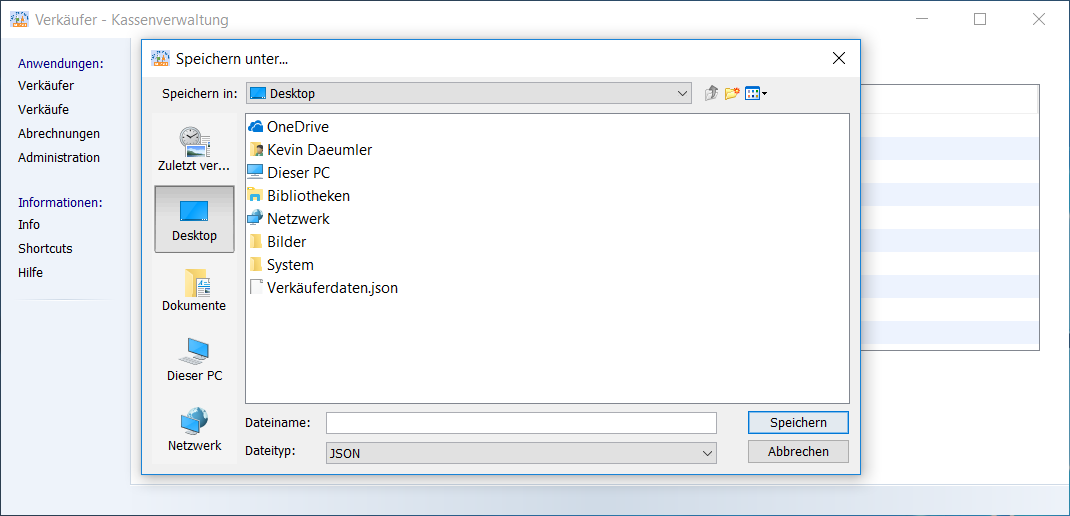 Verkäufer - Kassenverwaltung
Anwendungen:
Verkäufer
Verkäufe
Abrechnungen
Administration
Informationen:
Info
Shortcuts
Hilfe
Speichern unter...
Speichern in:
Desktop
Zuletzt ver...
Desktop
Dokumente
Dieser PC
Netzwerk
OneDrive
Kevin Daeumler
Dieser PC
Bibliotheken
Netzwerk
Bilder
System
Verkäuferdaten.json
Dateiname:
Speichern
Dateityp:
JSON
Abbrechen